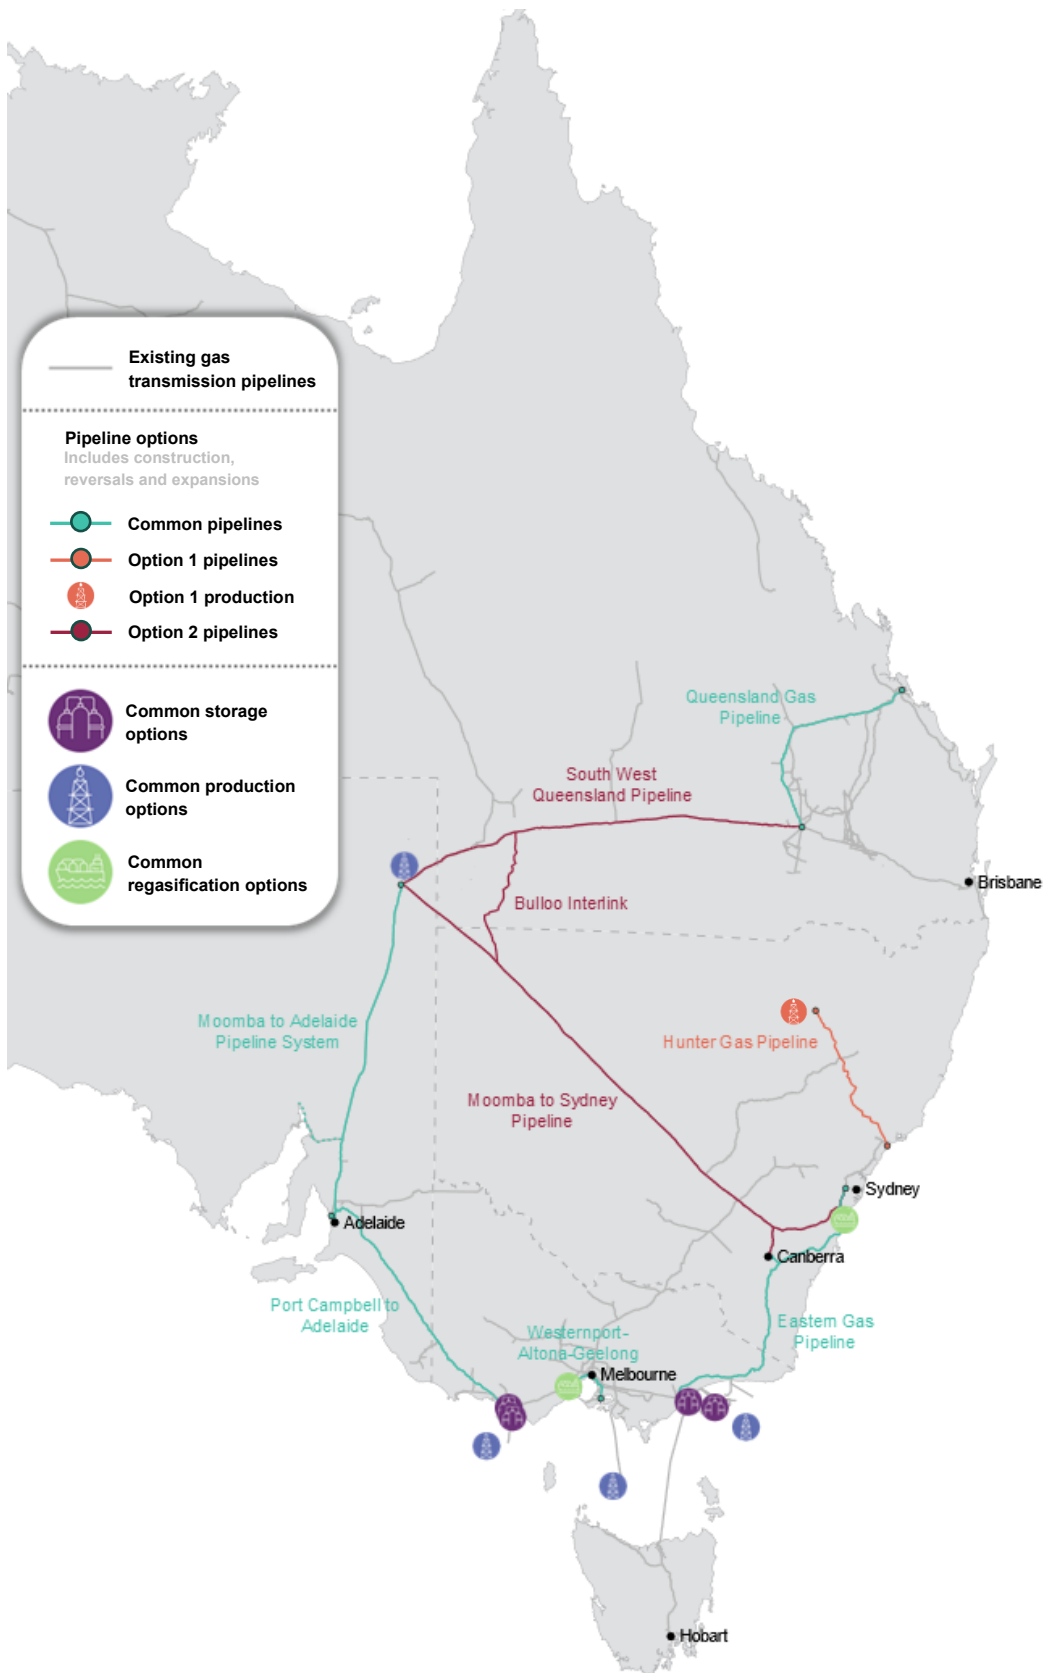 Existing gas
transmission pipelines
Pipeline options
Includes construction,
reversals and expansions
Common pipelines
Option 1 pipelines
Option 1 production
Option 2 pipelines
Common storage
options
Common production
options
Common
regasification options
Queensland Gas
Pipeline
South West
Queensland Pipeline
Brisbane
Bulloo Interlink
Moomba to Adelaide
Pipeline System
Hunter Gas Pipeline
Moomba to Sydney
Pipeline
Sydney
Adelaide
Canberra
Port Campbell to
Adelaide
Westernport-
Altona-Geelong
Eastern Gas
Pipeline
Melbourne
Hobart